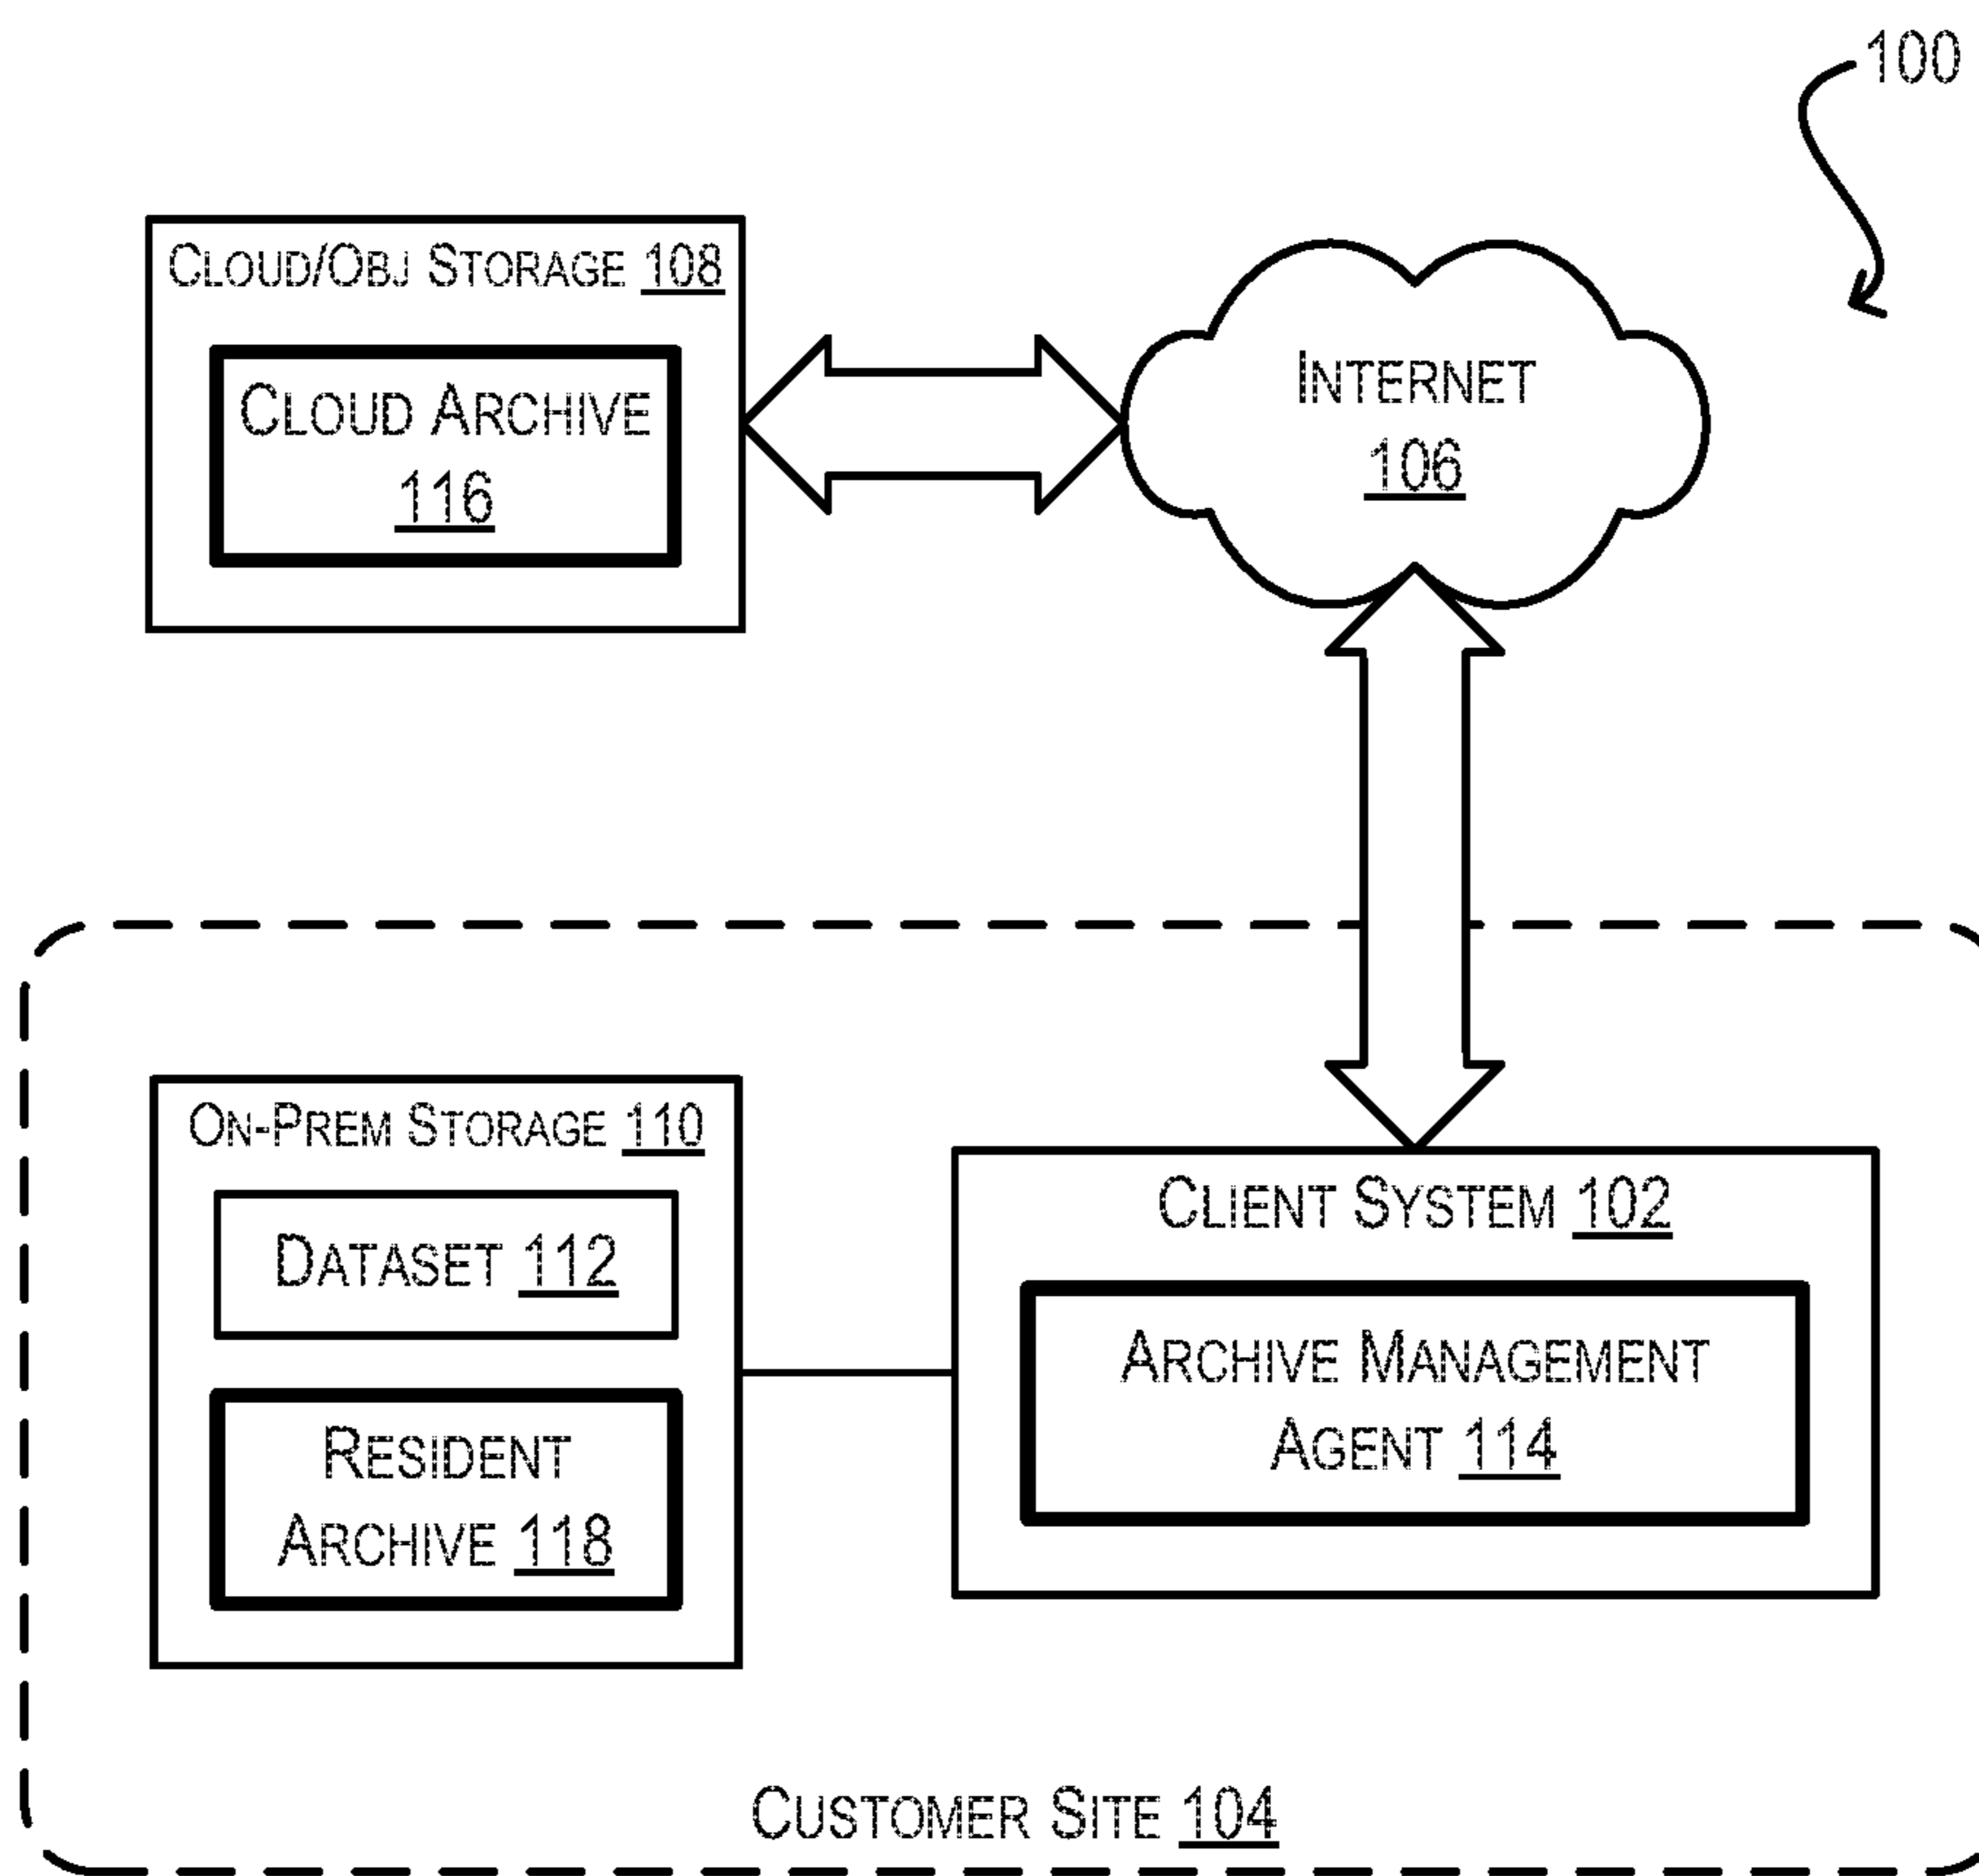 100
CLOUD/OBJ STORAGE 108
CLOUD ARCHIVE
116
INTERNET
106
ON-PREM STORAGE 110
DATASET 112
RESIDENT
ARCHIVE 118
CLIENT SYSTEM 102
ARCHIVE MANAGEMENT
AGENT 114
CUSTOMER SITE 104